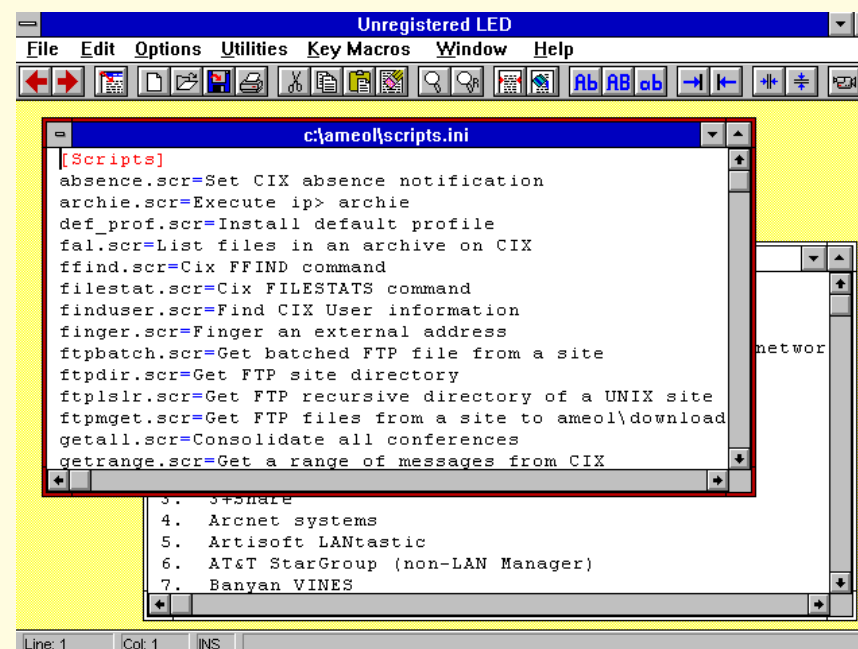 Unregistered LED
File Edit Options Utilities Key Macros Window Help
Ab AB ab
c:\ameol\scripts.ini
[Scripts]
absence.scr=Set CIX absence notification
archie.scr=Execute ip> archie
def_prof.scr=Install default profile
fal.scr=List files in an archive on CIX
ffind.scr=Cix FFIND command
filestat.scr=Cix FILESTATS command
finduser.scr=Find CIX User information
finger.scr=Finger an external address
ftpbatch.scr=Get batched FTP file from a site
ftpdir.scr=Get FTP site directory
ftplslr.scr=Get FTP recursive directory of a UNIX site
ftpmget.scr=Get FTP files from a site to ameol\download
getall.scr=Consolidate all conferences
getrange.scr=Get a range of messages from CIX
networ
3. 3+Share
4. Arcnet systems
5. Artisoft LANtastic
6. AT&T StarGroup (non-LAN Manager)
7. Banyan VINES
Line: 1 Col: 1 INS